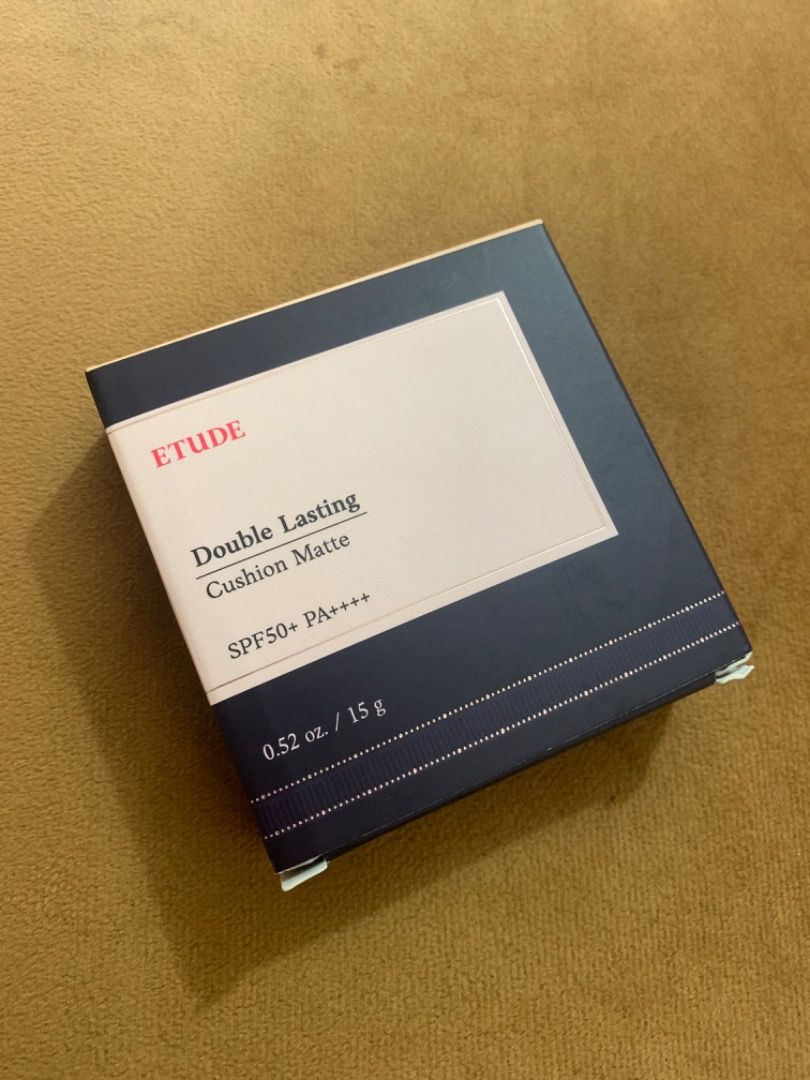 ETUDE
Double Lasting
Cushion Matte
SPF50+ PA++++
0.52 oz. / 15 g